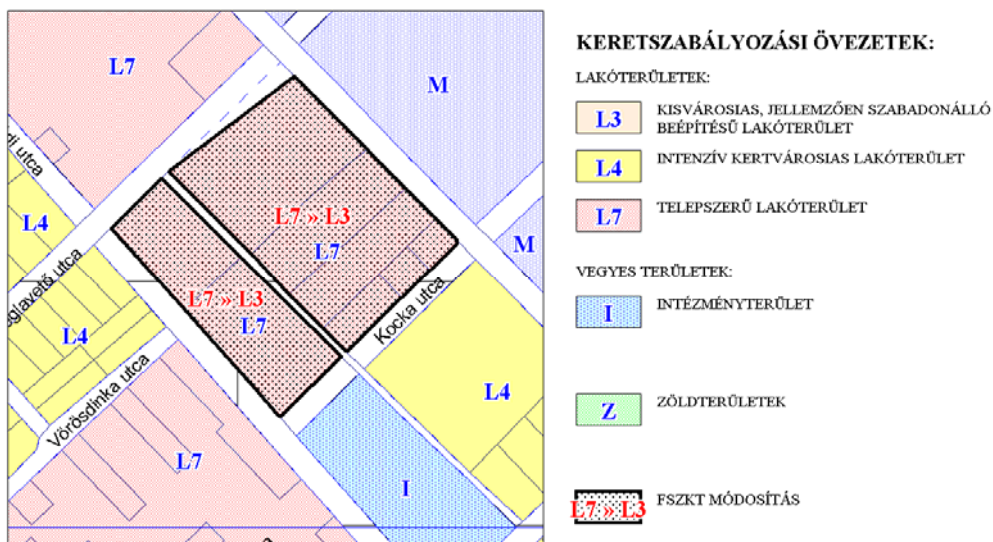 L7
M
di utca
L4
L7 » L3
L7
M
L7 » L3
L7
Kocka utca
L4
Vörösdinka utca
L4
L7
I
KERETSZABÁLYOZÁSI ÖVEZETEK:
LAKÓTERÜLETEK:
L3 KISVÁROSIAS, JELLEMZŐEN SZABADONÁLLÓ
BEÉPÍTÉSŰ LAKÓTERÜLET
L4 INTENZÍV KERTVÁROSIAS LAKÓTERÜLET
L7 TELEPSZERŰ LAKÓTERÜLET
VEGYES TERÜLETEK:
I INTÉZMÉNYTERÜLET
Z ZÖLDTERÜLETEK
L7 » L3 FSZKT MÓDOSÍTÁS